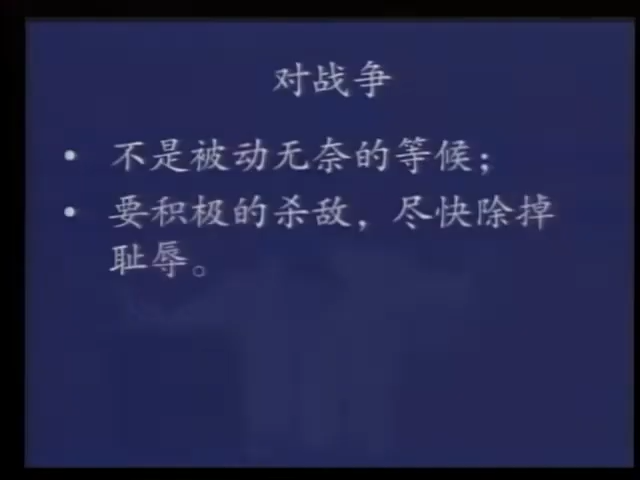 对战争
• 不是被动无奈的等候；
• 要积极的杀敌，尽快除掉
耻辱。